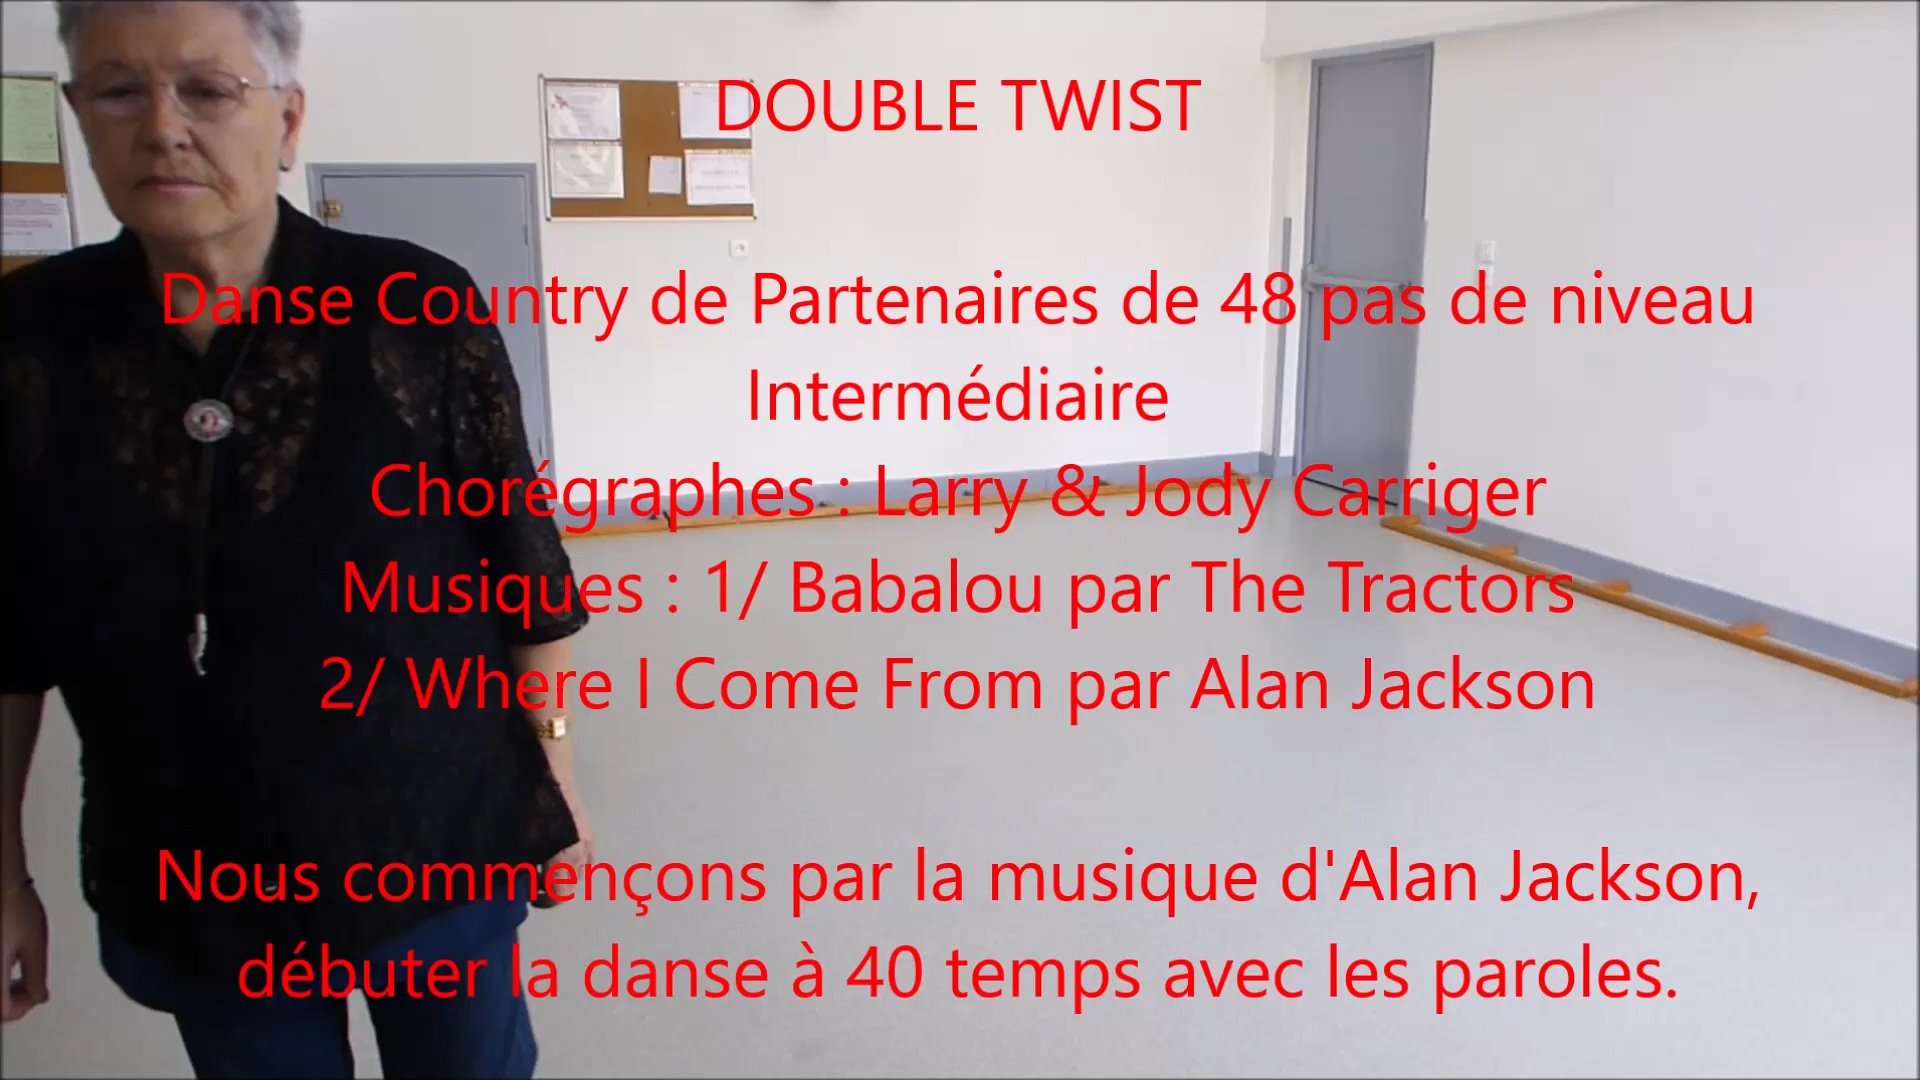 DOUBLE TWIST
Danse Country de Partenaires de 48 pas de niveau
Intermédiaire
Chorégraphes : Larry & Jody Carriger
Musiques : 1/ Babalou par The Tractors
2/ Where I Come From par Alan Jackson
Nous commençons par la musique d'Alan Jackson,
débuter la danse à 40 temps avec les paroles.